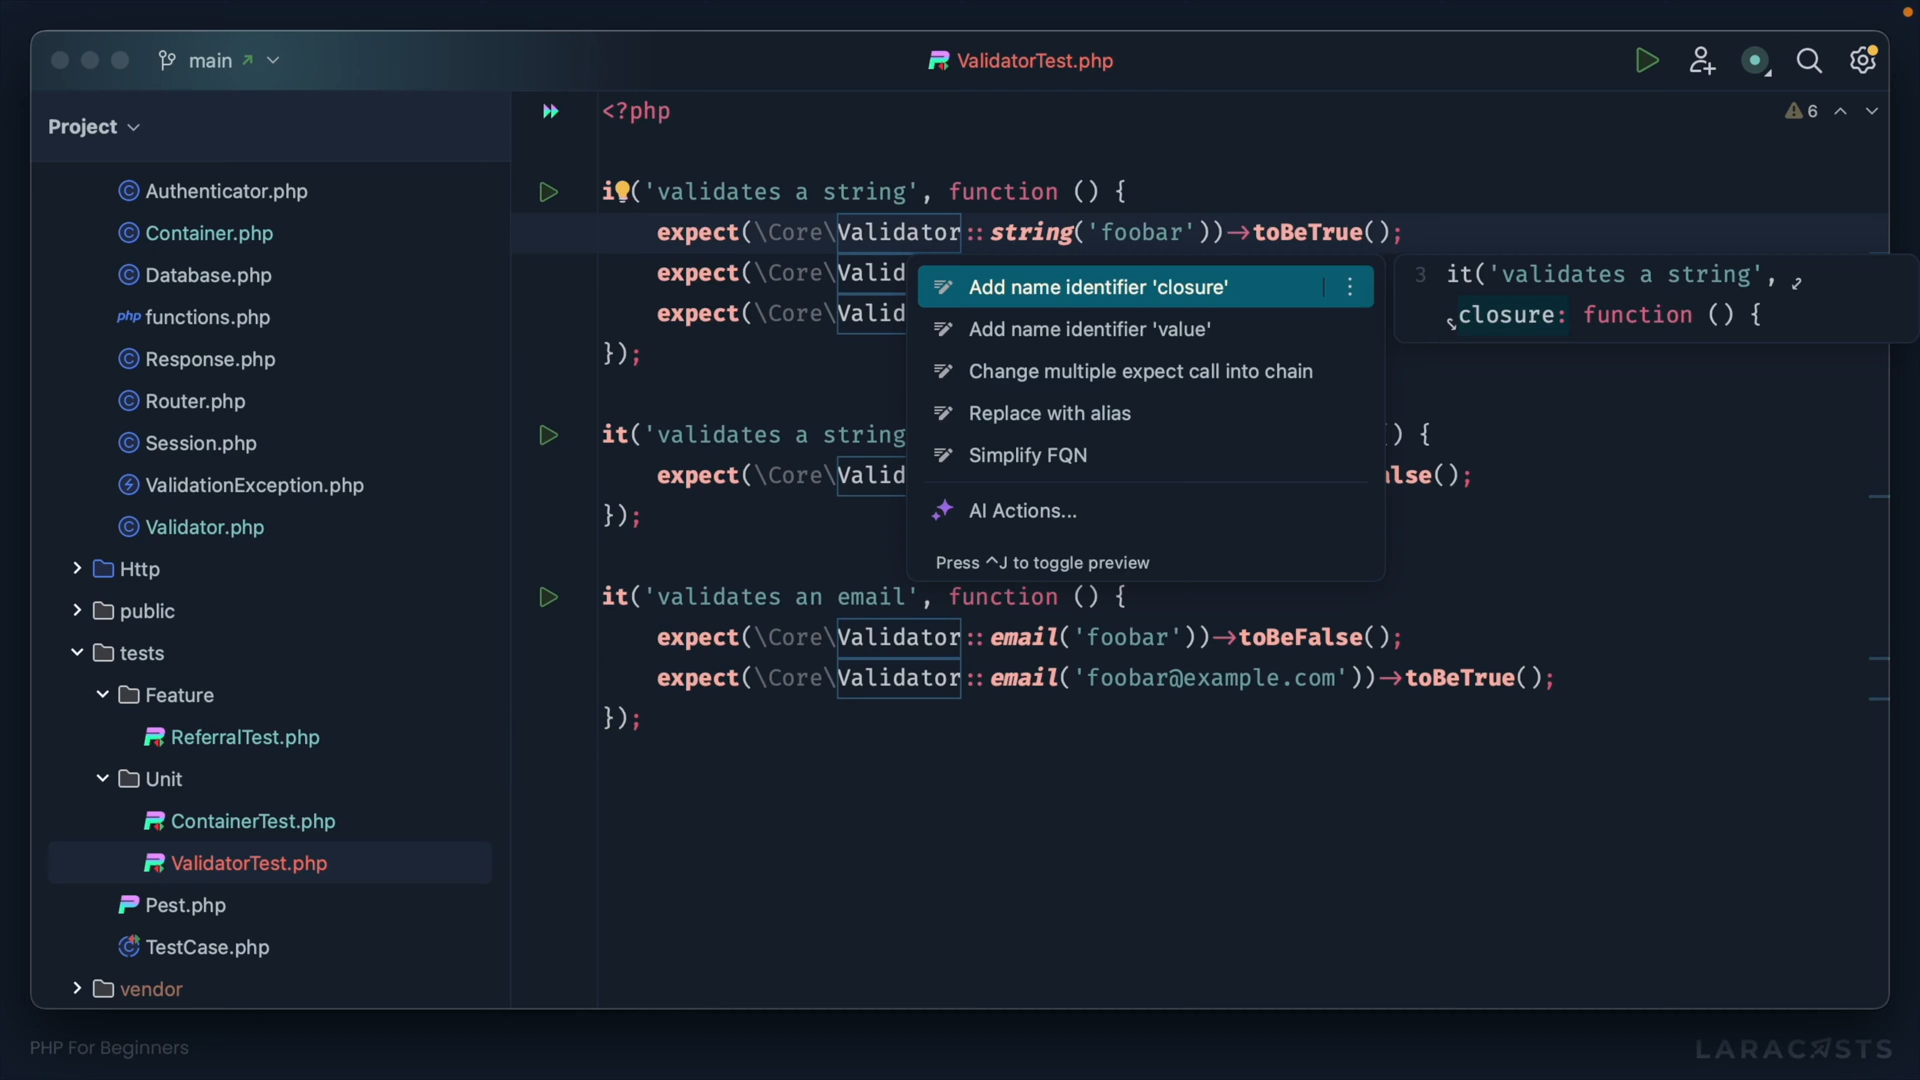 main
ValidatorTest.php
Project
Authenticator.php
Container.php
Database.php
php functions.php
Response.php
Router.php
Session.php
ValidationException.php
Validator.php
Http
public
tests
Feature
ReferralTest.php
Unit
ContainerTest.php
ValidatorTest.php
Pest.php
TestCase.php
vendor
<?php
6
i('validates a string', function () {
expect(\Core\Validator::string('foobar'))->toBeTrue();
expect(\Core\Valid
expect(\Core\Valid
});
it('validates a string
) {
expect(\Core\Valid
lse();
});
it('validates an email', function () {
expect(\Core\Validator::email('foobar'))->toBeFalse();
expect(\Core\Validator::email('foobar@example.com'))->toBeTrue();
});
Add name identifier 'closure'
Add name identifier 'value'
Change multiple expect call into chain
Replace with alias
Simplify FQN
AI Actions...
Press ^J to toggle preview
3 it('validates a string',
closure: function () {
PHP For Beginners
LARACASTS